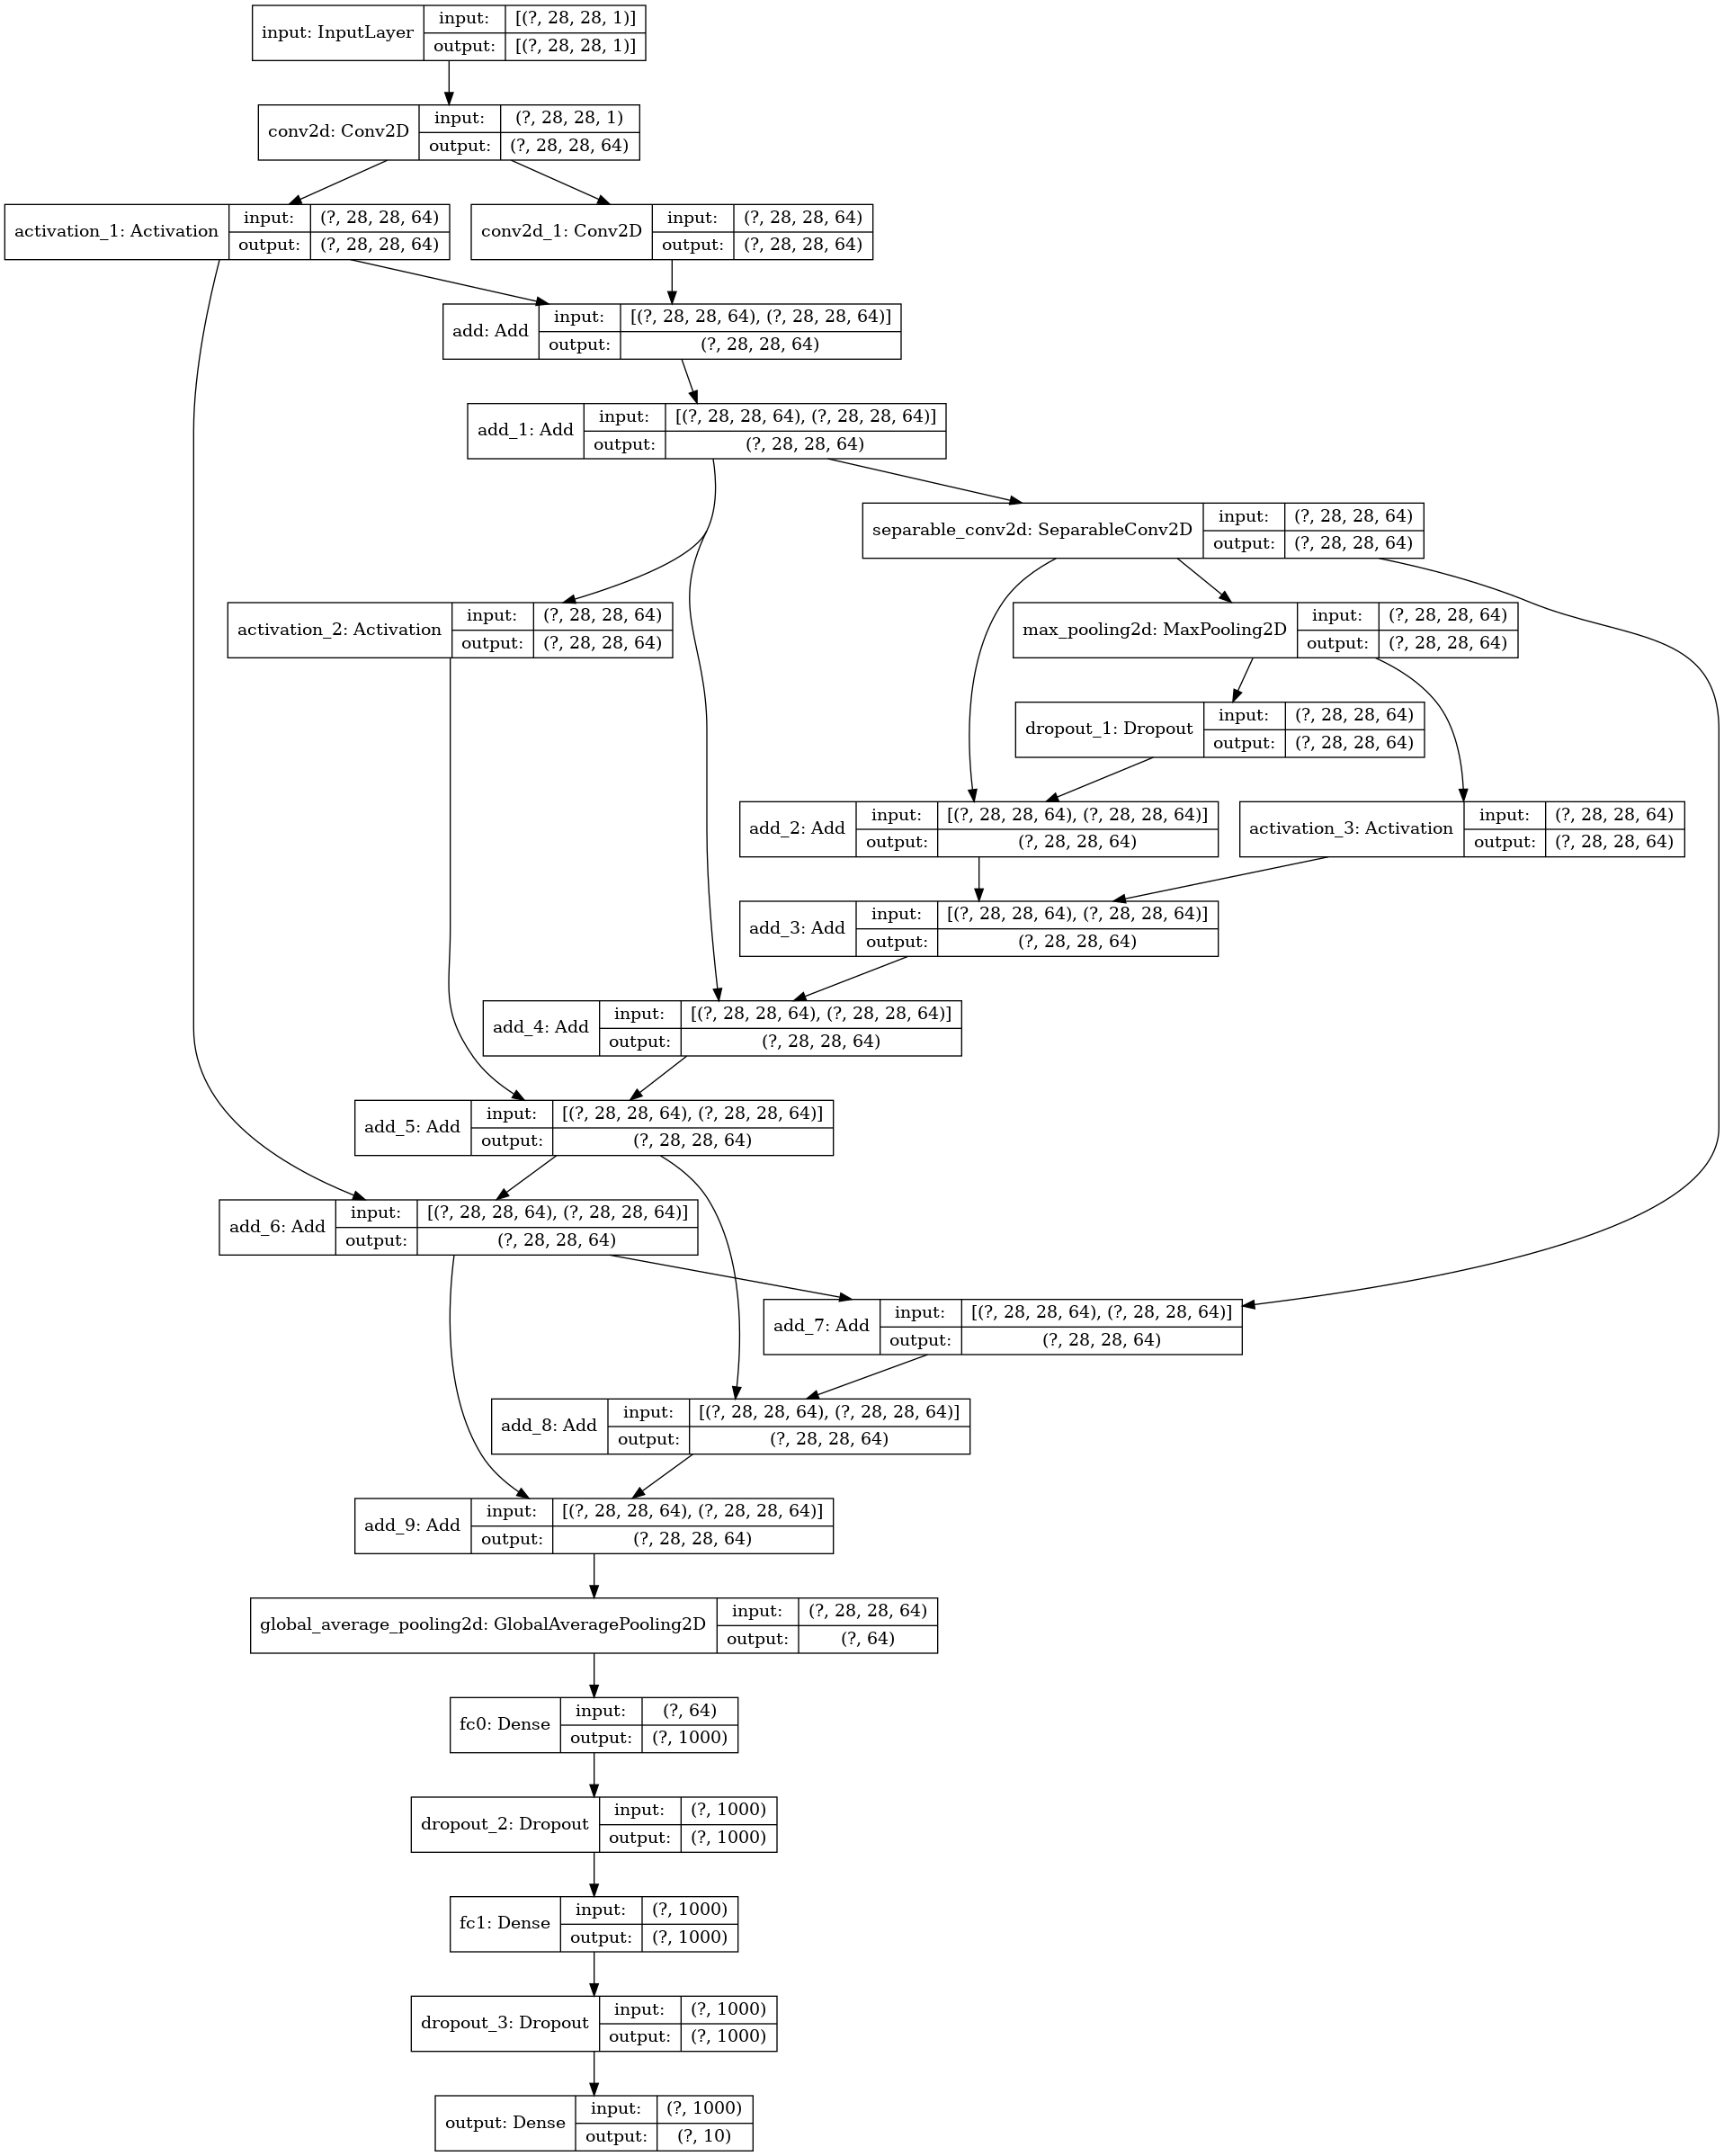 input: InputLayer input: [(?, 28, 28, 1)]
output: [(?, 28, 28, 1)]
conv2d: Conv2D input: (?, 28, 28, 1)
output: (?, 28, 28, 64)
activation_1: Activation input: (?, 28, 28, 64)
output: (?, 28, 28, 64)
conv2d_1: Conv2D input: (?, 28, 28, 64)
output: (?, 28, 28, 64)
add: Add input: [(?, 28, 28, 64), (?, 28, 28, 64)]
output: (?, 28, 28, 64)
add_1: Add input: [(?, 28, 28, 64), (?, 28, 28, 64)]
output: (?, 28, 28, 64)
separable_conv2d: SeparableConv2D input: (?, 28, 28, 64)
output: (?, 28, 28, 64)
activation_2: Activation input: (?, 28, 28, 64)
output: (?, 28, 28, 64)
max_pooling2d: MaxPooling2D input: (?, 28, 28, 64)
output: (?, 28, 28, 64)
dropout_1: Dropout input: (?, 28, 28, 64)
output: (?, 28, 28, 64)
add_2: Add input: [(?, 28, 28, 64), (?, 28, 28, 64)]
output: (?, 28, 28, 64)
activation_3: Activation input: (?, 28, 28, 64)
output: (?, 28, 28, 64)
add_3: Add input: [(?, 28, 28, 64), (?, 28, 28, 64)]
output: (?, 28, 28, 64)
add_4: Add input: [(?, 28, 28, 64), (?, 28, 28, 64)]
output: (?, 28, 28, 64)
add_5: Add input: [(?, 28, 28, 64), (?, 28, 28, 64)]
output: (?, 28, 28, 64)
add_6: Add input: [(?, 28, 28, 64), (?, 28, 28, 64)]
output: (?, 28, 28, 64)
add_7: Add input: [(?, 28, 28, 64), (?, 28, 28, 64)]
output: (?, 28, 28, 64)
add_8: Add input: [(?, 28, 28, 64), (?, 28, 28, 64)]
output: (?, 28, 28, 64)
add_9: Add input: [(?, 28, 28, 64), (?, 28, 28, 64)]
output: (?, 28, 28, 64)
global_average_pooling2d: GlobalAveragePooling2D input: (?, 28, 28, 64)
output: (?, 64)
fc0: Dense input: (?, 64)
output: (?, 1000)
dropout_2: Dropout input: (?, 1000)
output: (?, 1000)
fc1: Dense input: (?, 1000)
output: (?, 1000)
dropout_3: Dropout input: (?, 1000)
output: (?, 1000)
output: Dense input: (?, 1000)
output: (?, 10)